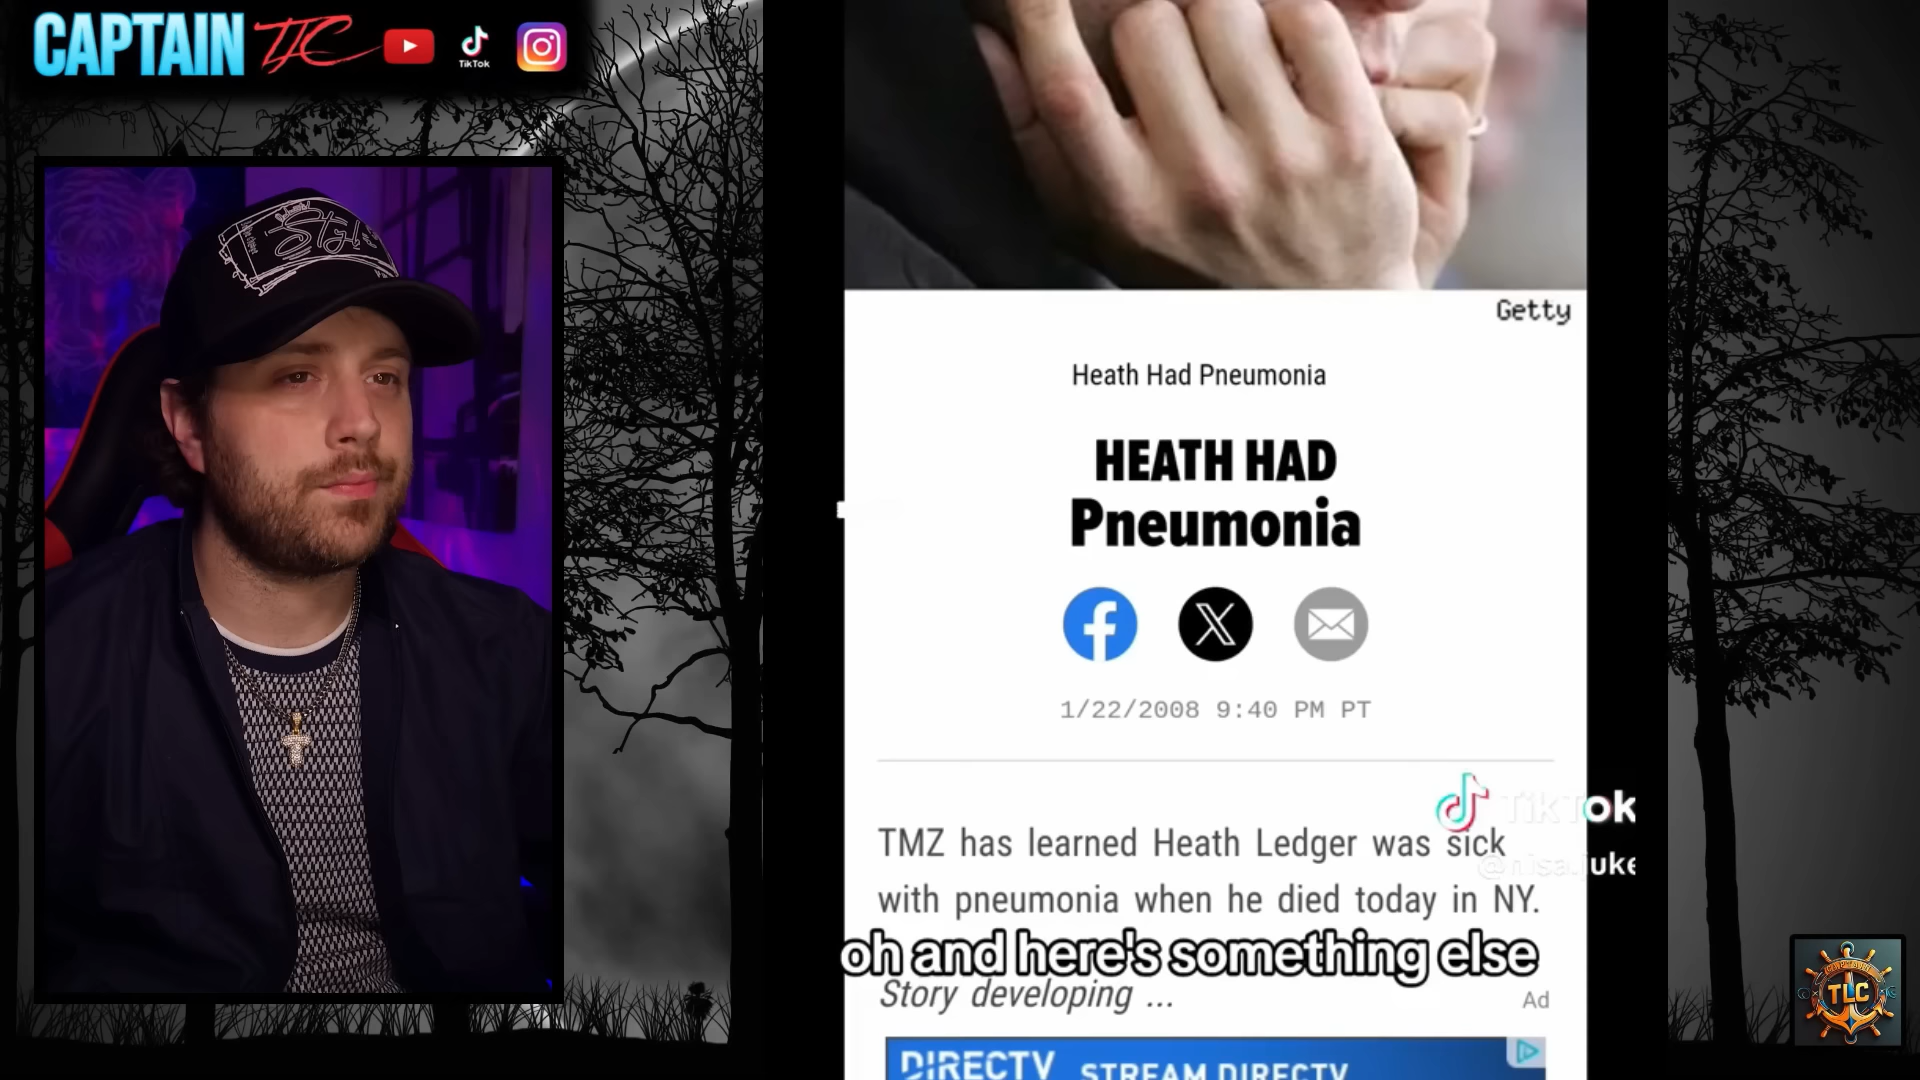 CAPTAIN TLC
TikTok
Getty
Heath Had Pneumonia
HEATH HAD
Pneumonia
1/22/2008 9:40 PM PT
TikTok
TMZ has learned Heath Ledger was sick
with pneumonia when he died today in NY.
oh and here's something else
Story developing ...
Ad
DIRECTV STREAM DIRECTV
TLC